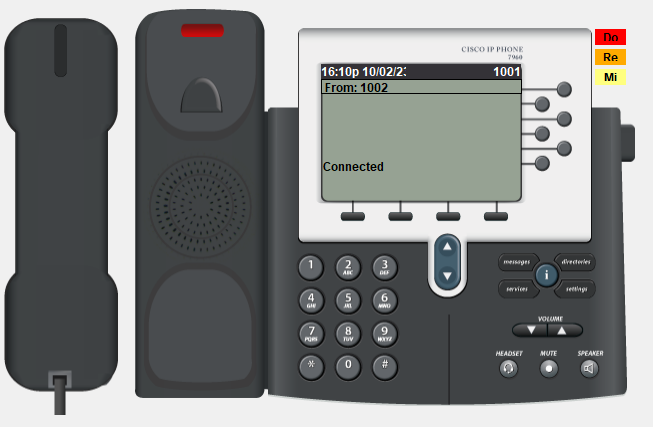 Do
Re
Mi
CISCO IP PHONE
7960
16:10p 10/02/2 1001
From: 1002
Connected
messages directories
i
services settings
1 2 ABC 3 DEF
4 GHI 5 JKL 6 MNO
7 PQRS 8 TUV 9 WXYZ
* 0 #
VOLUME
HEADSET MUTE SPEAKER